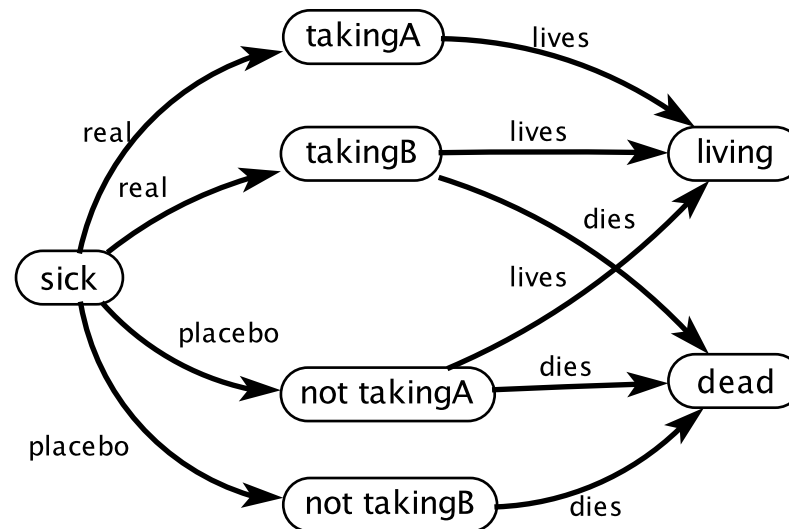 takingA
lives
real
takingB
lives
living
real
dies
sick
lives
placebo
dies
dead
not takingA
placebo
not takingB
dies